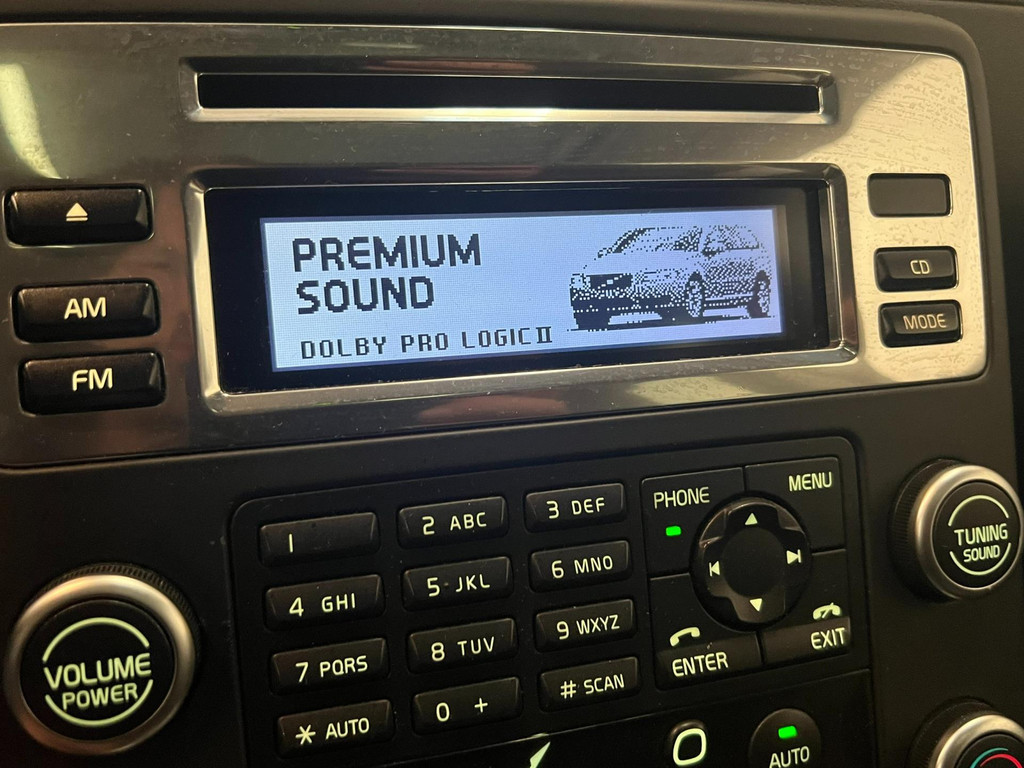 PREMIUM
SOUND
DOLBY PRO LOGIC II
AM
FM
CD
MODE
PHONE
MENU
1
2 ABC
3 DEF
4 GHI
5 JKL
6 MNO
7 PQRS
8 TUV
9 WXYZ
* AUTO
0 +
# SCAN
ENTER
EXIT
VOLUME
POWER
TUNING
SOUND
AUTO